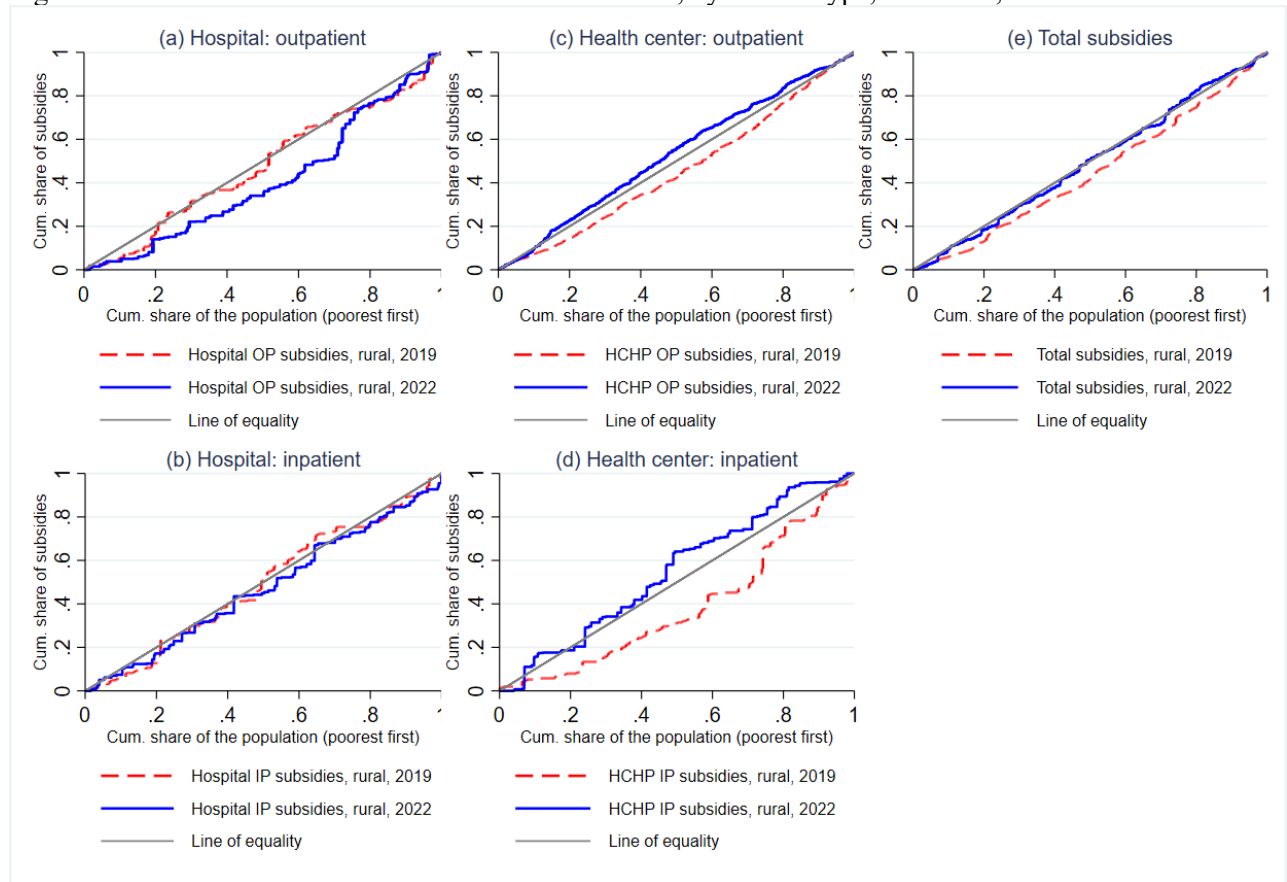 (a) Hospital: outpatient
Cum. share of subsidies
0 .2 .4 .6 .8 1
0 .2 .4 .6 .8 1
Cum. share of the population (poorest first)
Hospital OP subsidies, rural, 2019
Hospital OP subsidies, rural, 2022
Line of equality
(c) Health center: outpatient
Cum. share of subsidies
0 .2 .4 .6 .8 1
0 .2 .4 .6 .8 1
Cum. share of the population (poorest first)
HCHP OP subsidies, rural, 2019
HCHP OP subsidies, rural, 2022
Line of equality
(e) Total subsidies
Cum. share of subsidies
0 .2 .4 .6 .8 1
0 .2 .4 .6 .8 1
Cum. share of the population (poorest first)
Total subsidies, rural, 2019
Total subsidies, rural, 2022
Line of equality
(b) Hospital: inpatient
Cum. share of subsidies
0 .2 .4 .6 .8 1
0 .2 .4 .6 .8 1
Cum. share of the population (poorest first)
Hospital IP subsidies, rural, 2019
Hospital IP subsidies, rural, 2022
Line of equality
(d) Health center: inpatient
Cum. share of subsidies
0 .2 .4 .6 .8 1
0 .2 .4 .6 .8 1
Cum. share of the population (poorest first)
HCHP IP subsidies, rural, 2019
HCHP IP subsidies, rural, 2022
Line of equality